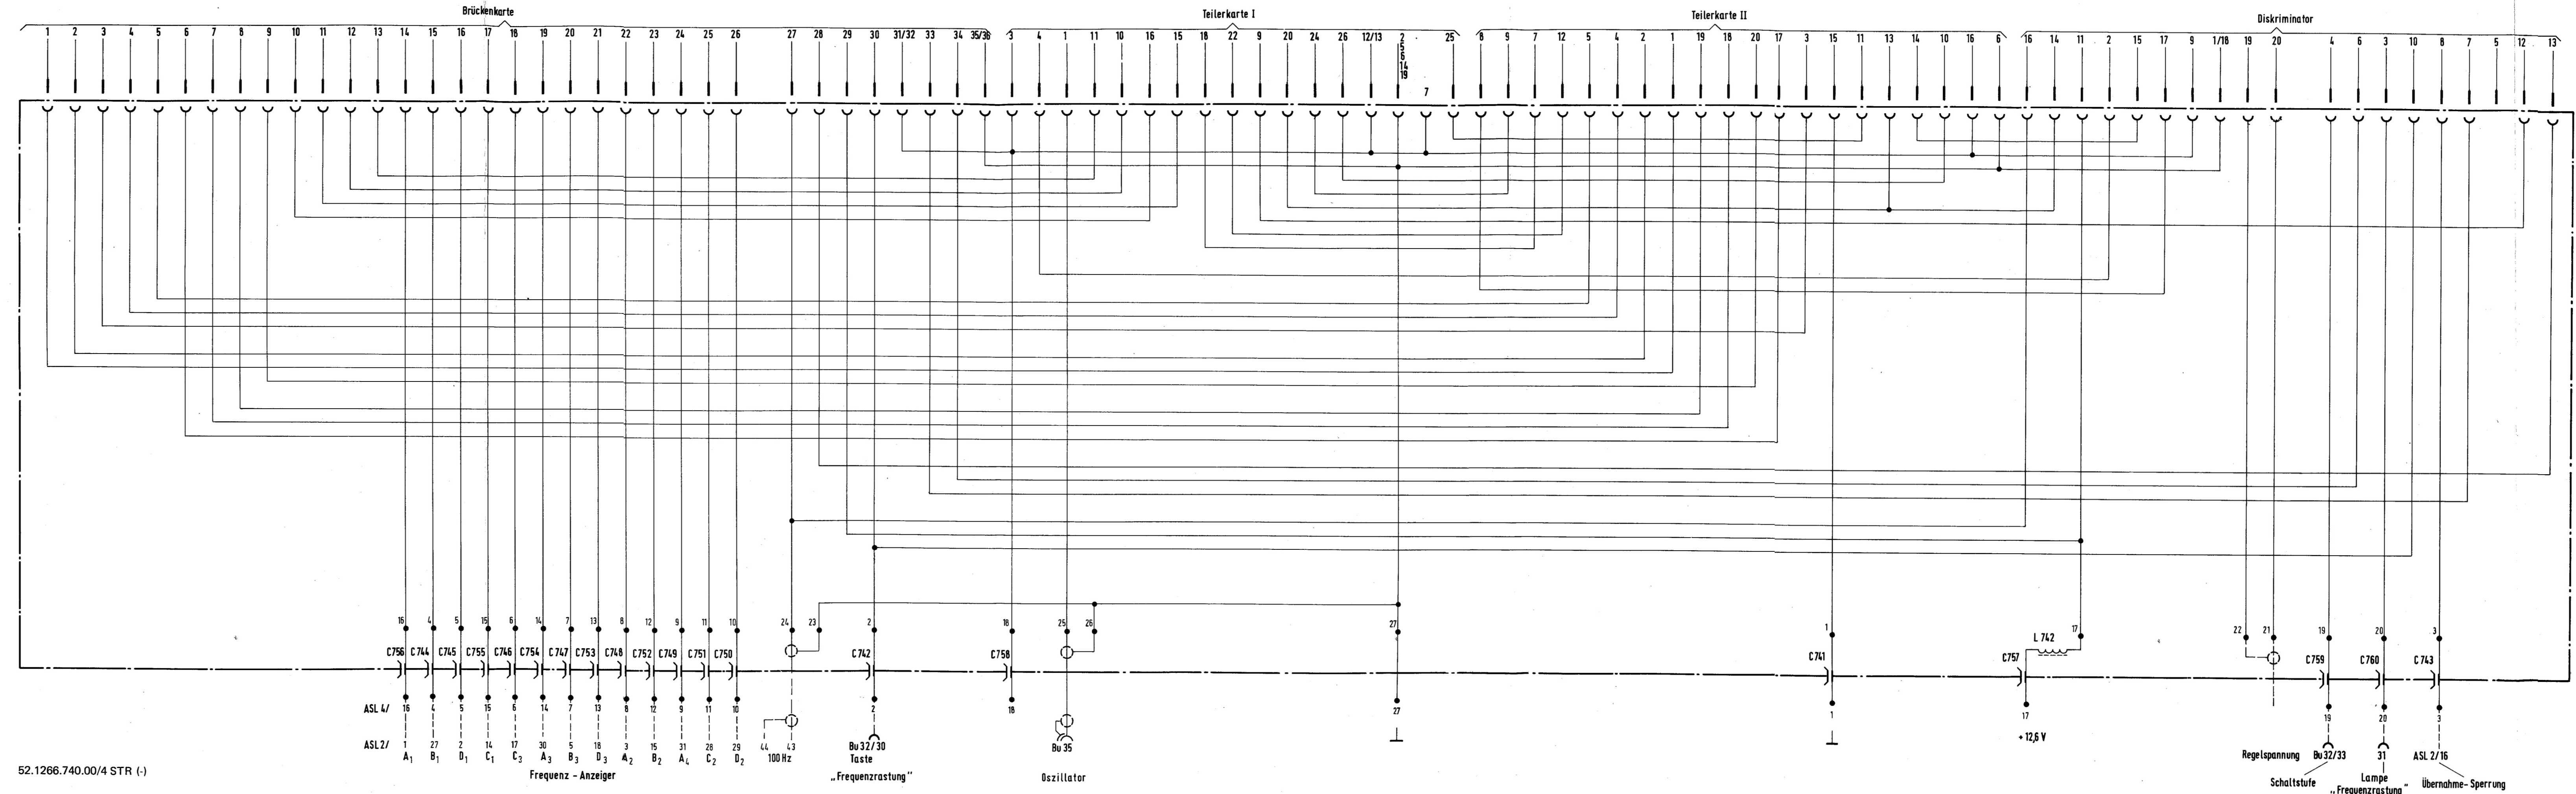 Brückenkarte Teilerkarte I Teilerkarte II Diskriminator
1 2 3 4 5 6 7 8 9 10 11 12 13 14 15 16 17 18 19 20 21 22 23 24 25 26 27 28 29 30 31/32 33 34 35/36 3 4 1 11 10 16 15 18 22 9 20 24 26 12/13 2 25 8 9 7 12 5 4 2 1 19 18 20 17 3 15 11 13 14 10 16 6 16 14 11 2 15 17 9 1/18 19 20 4 6 3 10 8 7 5 12 13
5
6
14
19
7
16 4 5 15 6 14 7 13 8 12 9 11 10 24 23 2 18 25 26 27 1 17 22 21 19 20 3
L 742
C756 C744 C745 C755 C746 C754 C747 C753 C748 C752 C749 C751 C750 C742 C758 C741 C757 C759 C760 C743
ASL 4/ 16 4 5 15 6 14 7 13 8 12 9 11 10 2 18 27 1 17 19 20 3
ASL 2/ 1 27 2 14 17 30 5 18 3 15 31 28 29 44 43 Bu 32/30 Bu 35 +12,6 V
A1 B1 D1 C1 C3 A3 B3 D3 A2 B2 A4 C2 D2 100 Hz Taste Regelspannung Bu 32/33 31 ASL 2/16
Frequenz - Anzeiger „Frequenzrastung" Oszillator Schaltstufe Lampe Übernahme-Sperrung
„Frequenzrastung"
52.1266.740.00/4 STR (-)